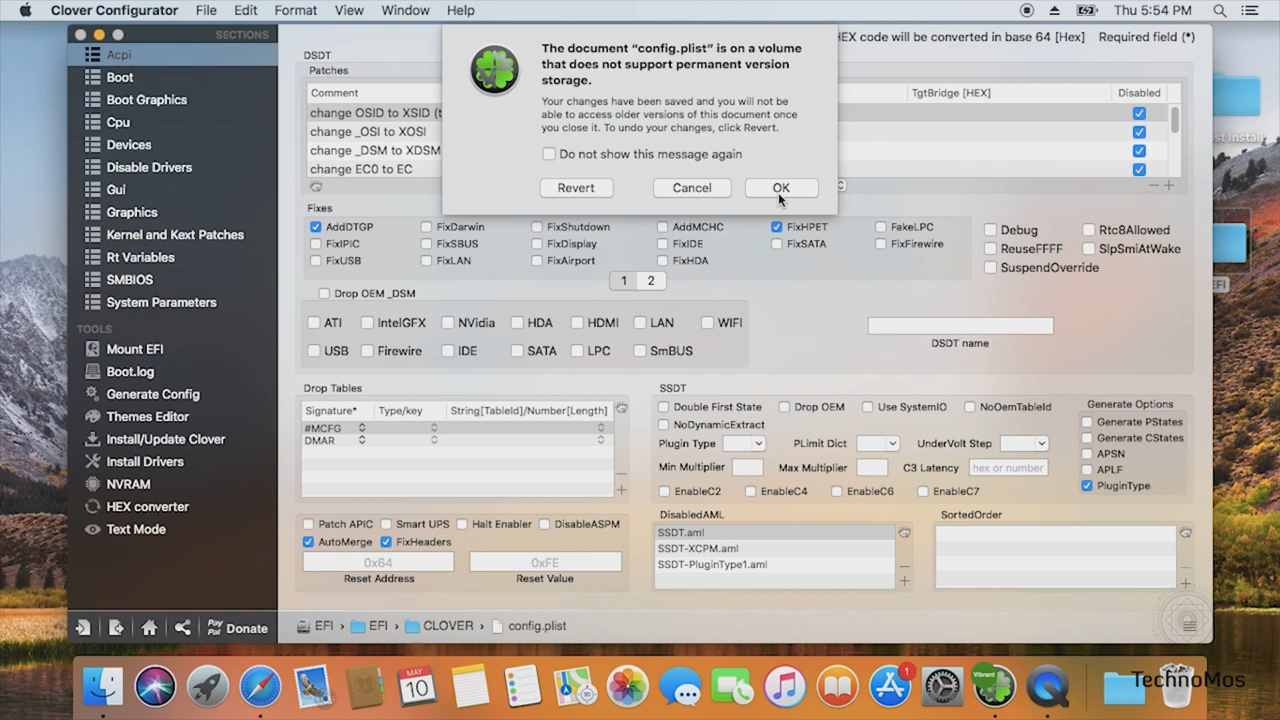 Clover Configurator File Edit Format View Window Help Thu 5:54 PM
SECTIONS
Acpi
Boot
Boot Graphics
Cpu
Devices
Disable Drivers
Gui
Graphics
Kernel and Kext Patches
Rt Variables
SMBIOS
System Parameters
TOOLS
Mount EFI
Boot.log
Generate Config
Themes Editor
Install/Update Clover
Install Drivers
NVRAM
HEX converter
Text Mode
Pay Pal Donate
The document “config.plist” is on a volume
that does not support permanent version
storage.
Your changes have been saved and you will not be
able to access older versions of this document once
you close it. To undo your changes, click Revert.
Do not show this message again
Revert Cancel OK
HEX code will be converted in base 64 [Hex] Required field (*)
DSDT
Patches
Comment TgtBridge [HEX] Disabled
change OSID to XSID (t
change _OSI to XOSI
change _DSM to XDSM
change EC0 to EC
Fixes
AddDTGP FixDarwin FixShutdown AddMCHC FixHPET FakeLPC
FixIPIC FixSBUS FixDisplay FixIDE FixSATA FixFirewire
FixUSB FixLAN FixAirport FixHDA
Debug Rtc8Allowed
ReuseFFFF SlpSmiAtWake
SuspendOverride
1 2
Drop OEM _DSM
ATI IntelGFX NVidia HDA HDMI LAN WIFI
USB Firewire IDE SATA LPC SmBUS
DSDT name
Drop Tables
Signature* Type/key String[TableId]/Number[Length]
#MCFG
DMAR
SSDT
Double First State Drop OEM Use SystemIO NoOemTableId
NoDynamicExtract
Plugin Type PLimit Dict UnderVolt Step
Min Multiplier Max Multiplier C3 Latency hex or number
EnableC2 EnableC4 EnableC6 EnableC7
Generate Options
Generate PStates
Generate CStates
APSN
APLF
PluginType
Patch APIC Smart UPS Halt Enabler DisableASPM
AutoMerge FixHeaders
0x64 0xFE
Reset Address Reset Value
DisabledAML
SSDT.aml
SSDT-XCPM.aml
SSDT-PluginType1.aml
SortedOrder
EFI › EFI › CLOVER › config.plist
st Install
EFI
MAY
10
30
1
Vibrant
TechnoMos